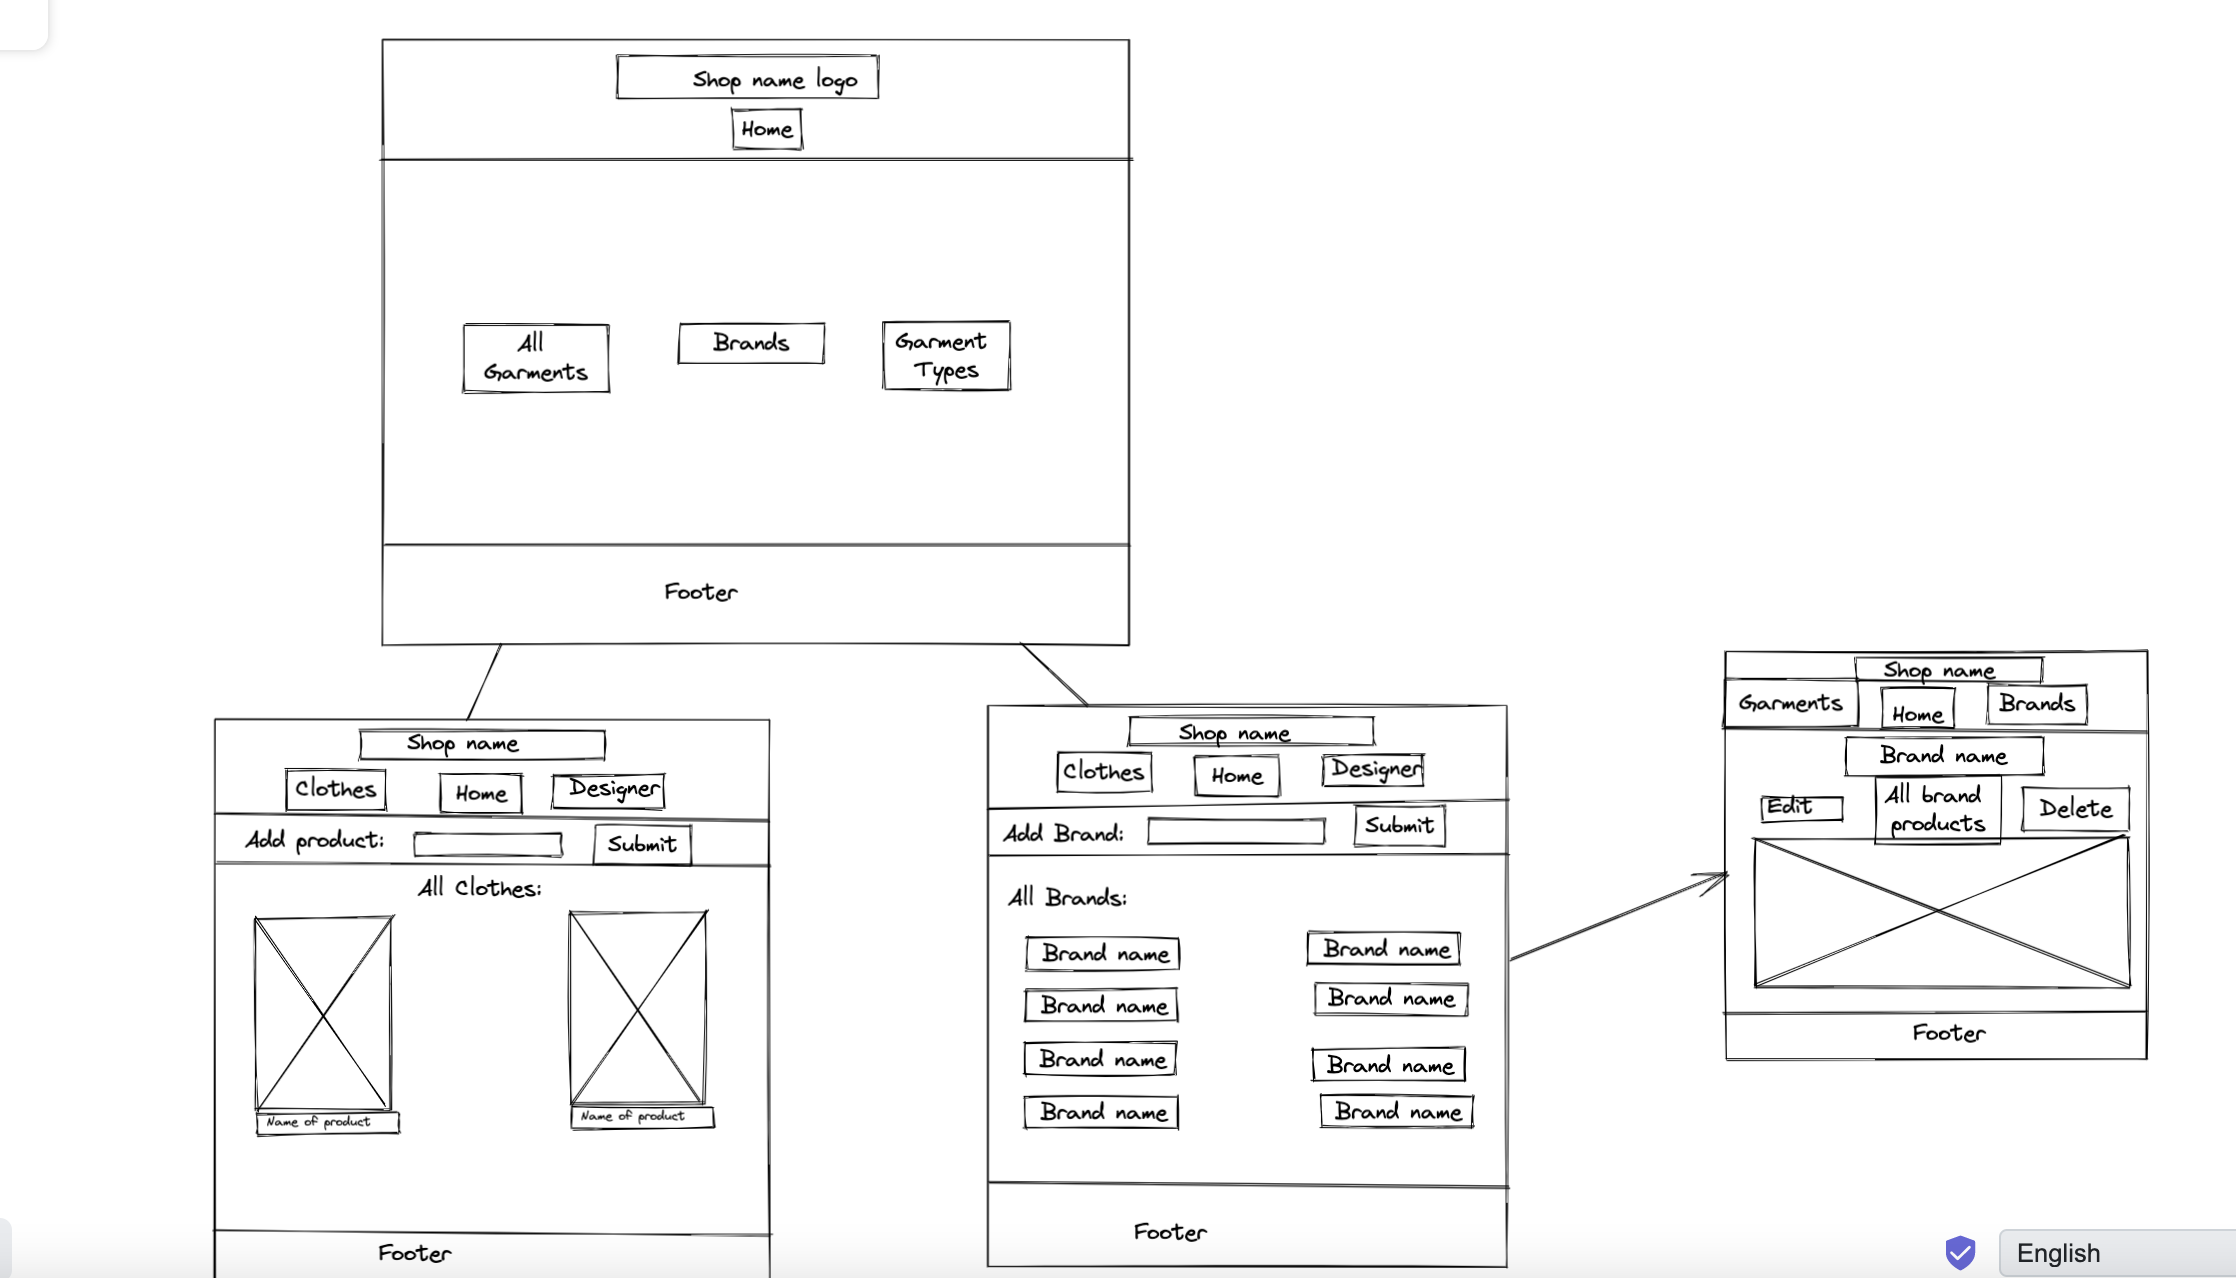 Shop name logo
Home
All
Garments
Brands
Garment
Types
Footer
Shop name
Clothes
Home
Designer
Add product:
Submit
All Clothes:
Name of product
Name of product
Footer
Shop name
Clothes
Home
Designer
Add Brand:
Submit
All Brands:
Brand name
Brand name
Brand name
Brand name
Brand name
Brand name
Brand name
Brand name
Footer
Shop name
Garments
Home
Brands
Brand name
Edit
All brand
products
Delete
Footer
English